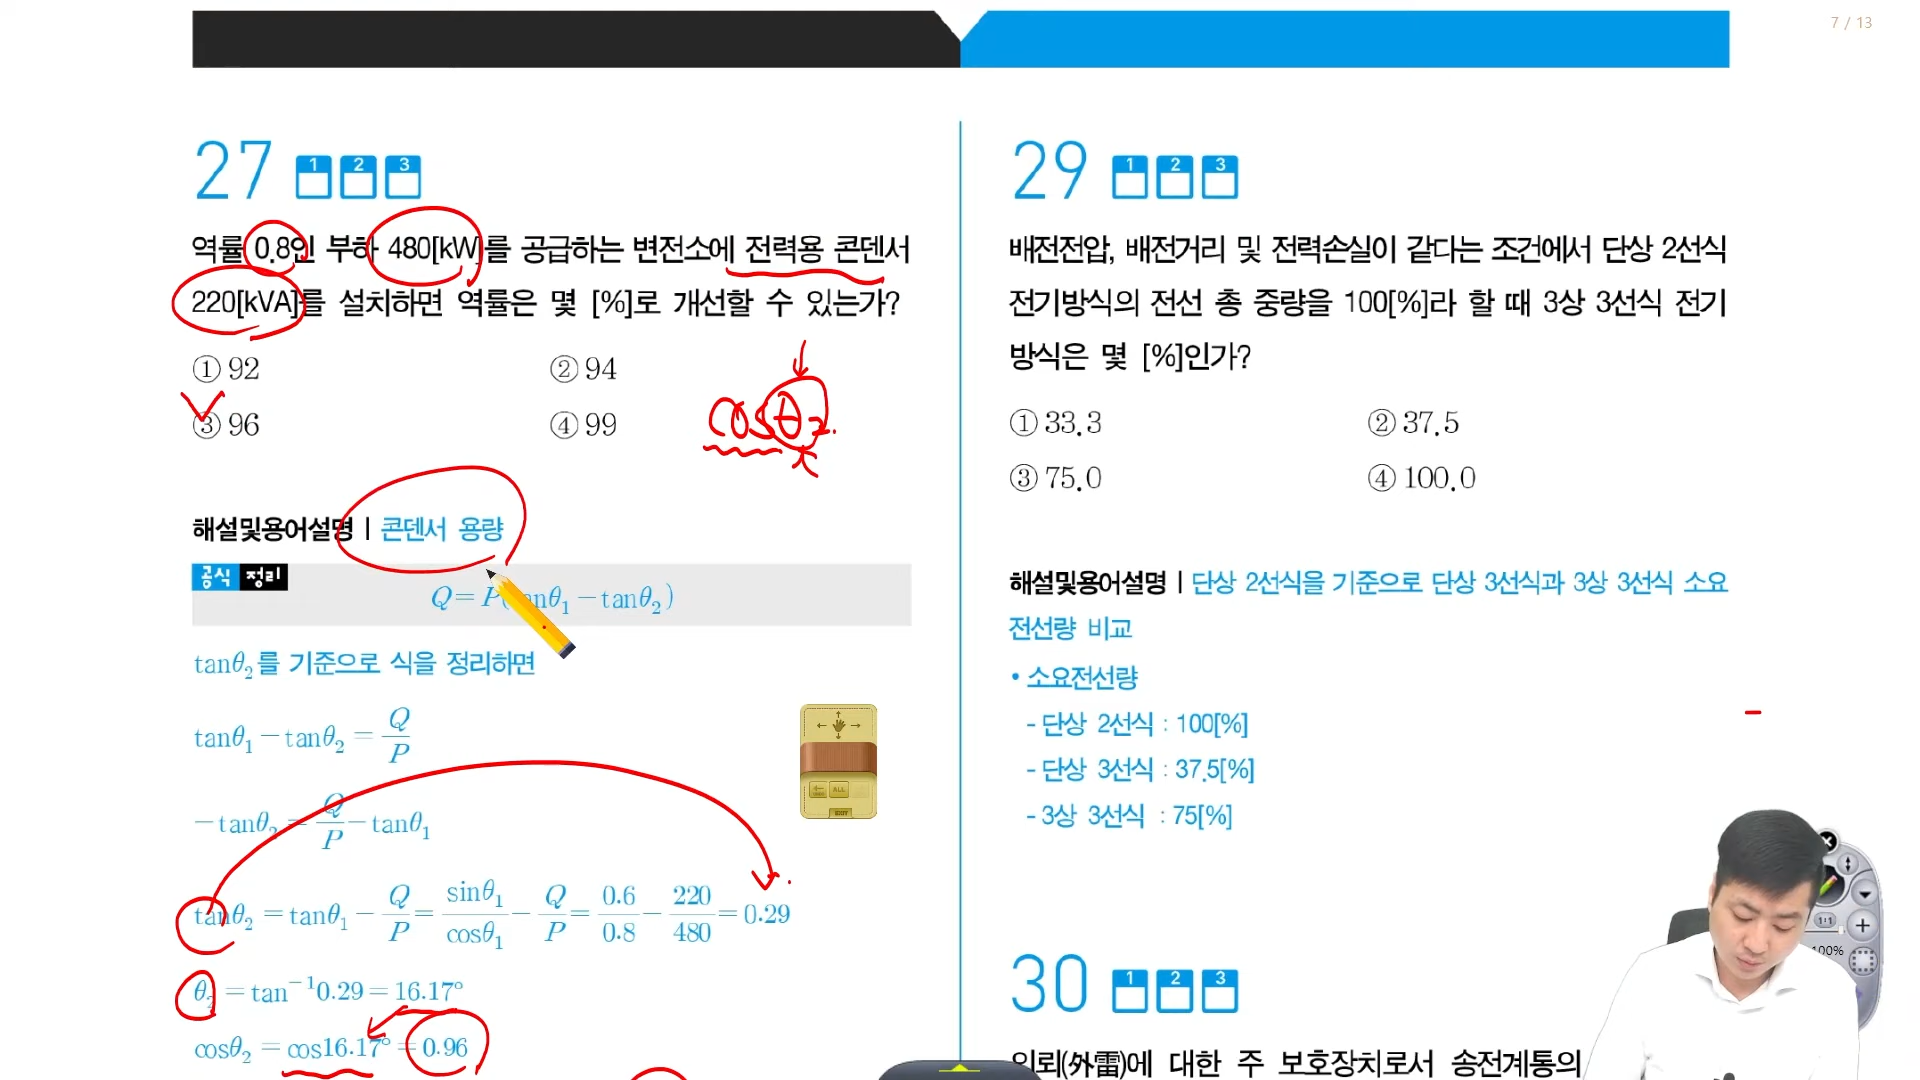 7 / 13
27 1 2 3
역률 0.8인 부하 480[kW]를 공급하는 변전소에 전력용 콘덴서
220[kVA]를 설치하면 역률은 몇 [%]로 개선할 수 있는가?
① 92 ② 94
③ 96 ④ 99
cosθ₂
해설및용어설명 | 콘덴서 용량
공식 정리
Q=P(tanθ₁-tanθ₂)
tanθ₂를 기준으로 식을 정리하면
tanθ₁-tanθ₂=Q/P
-tanθ₂=Q/P-tanθ₁
tanθ₂=tanθ₁-Q/P=sinθ₁/cosθ₁-Q/P=0.6/0.8-220/480=0.29
θ₂=tan⁻¹0.29=16.17°
cosθ₂=cos16.17°=0.96
29 1 2 3
배전전압, 배전거리 및 전력손실이 같다는 조건에서 단상 2선식
전기방식의 전선 총 중량을 100[%]라 할 때 3상 3선식 전기
방식은 몇 [%]인가?
① 33.3 ② 37.5
③ 75.0 ④ 100.0
해설및용어설명 | 단상 2선식을 기준으로 단상 3선식과 3상 3선식 소요
전선량 비교
• 소요전선량
- 단상 2선식 : 100[%]
- 단상 3선식 : 37.5[%]
- 3상 3선식 : 75[%]
30 1 2 3
외뢰(外雷)에 대한 주 보호장치로서 송전계통의
ALL
EXIT
1:1
100%